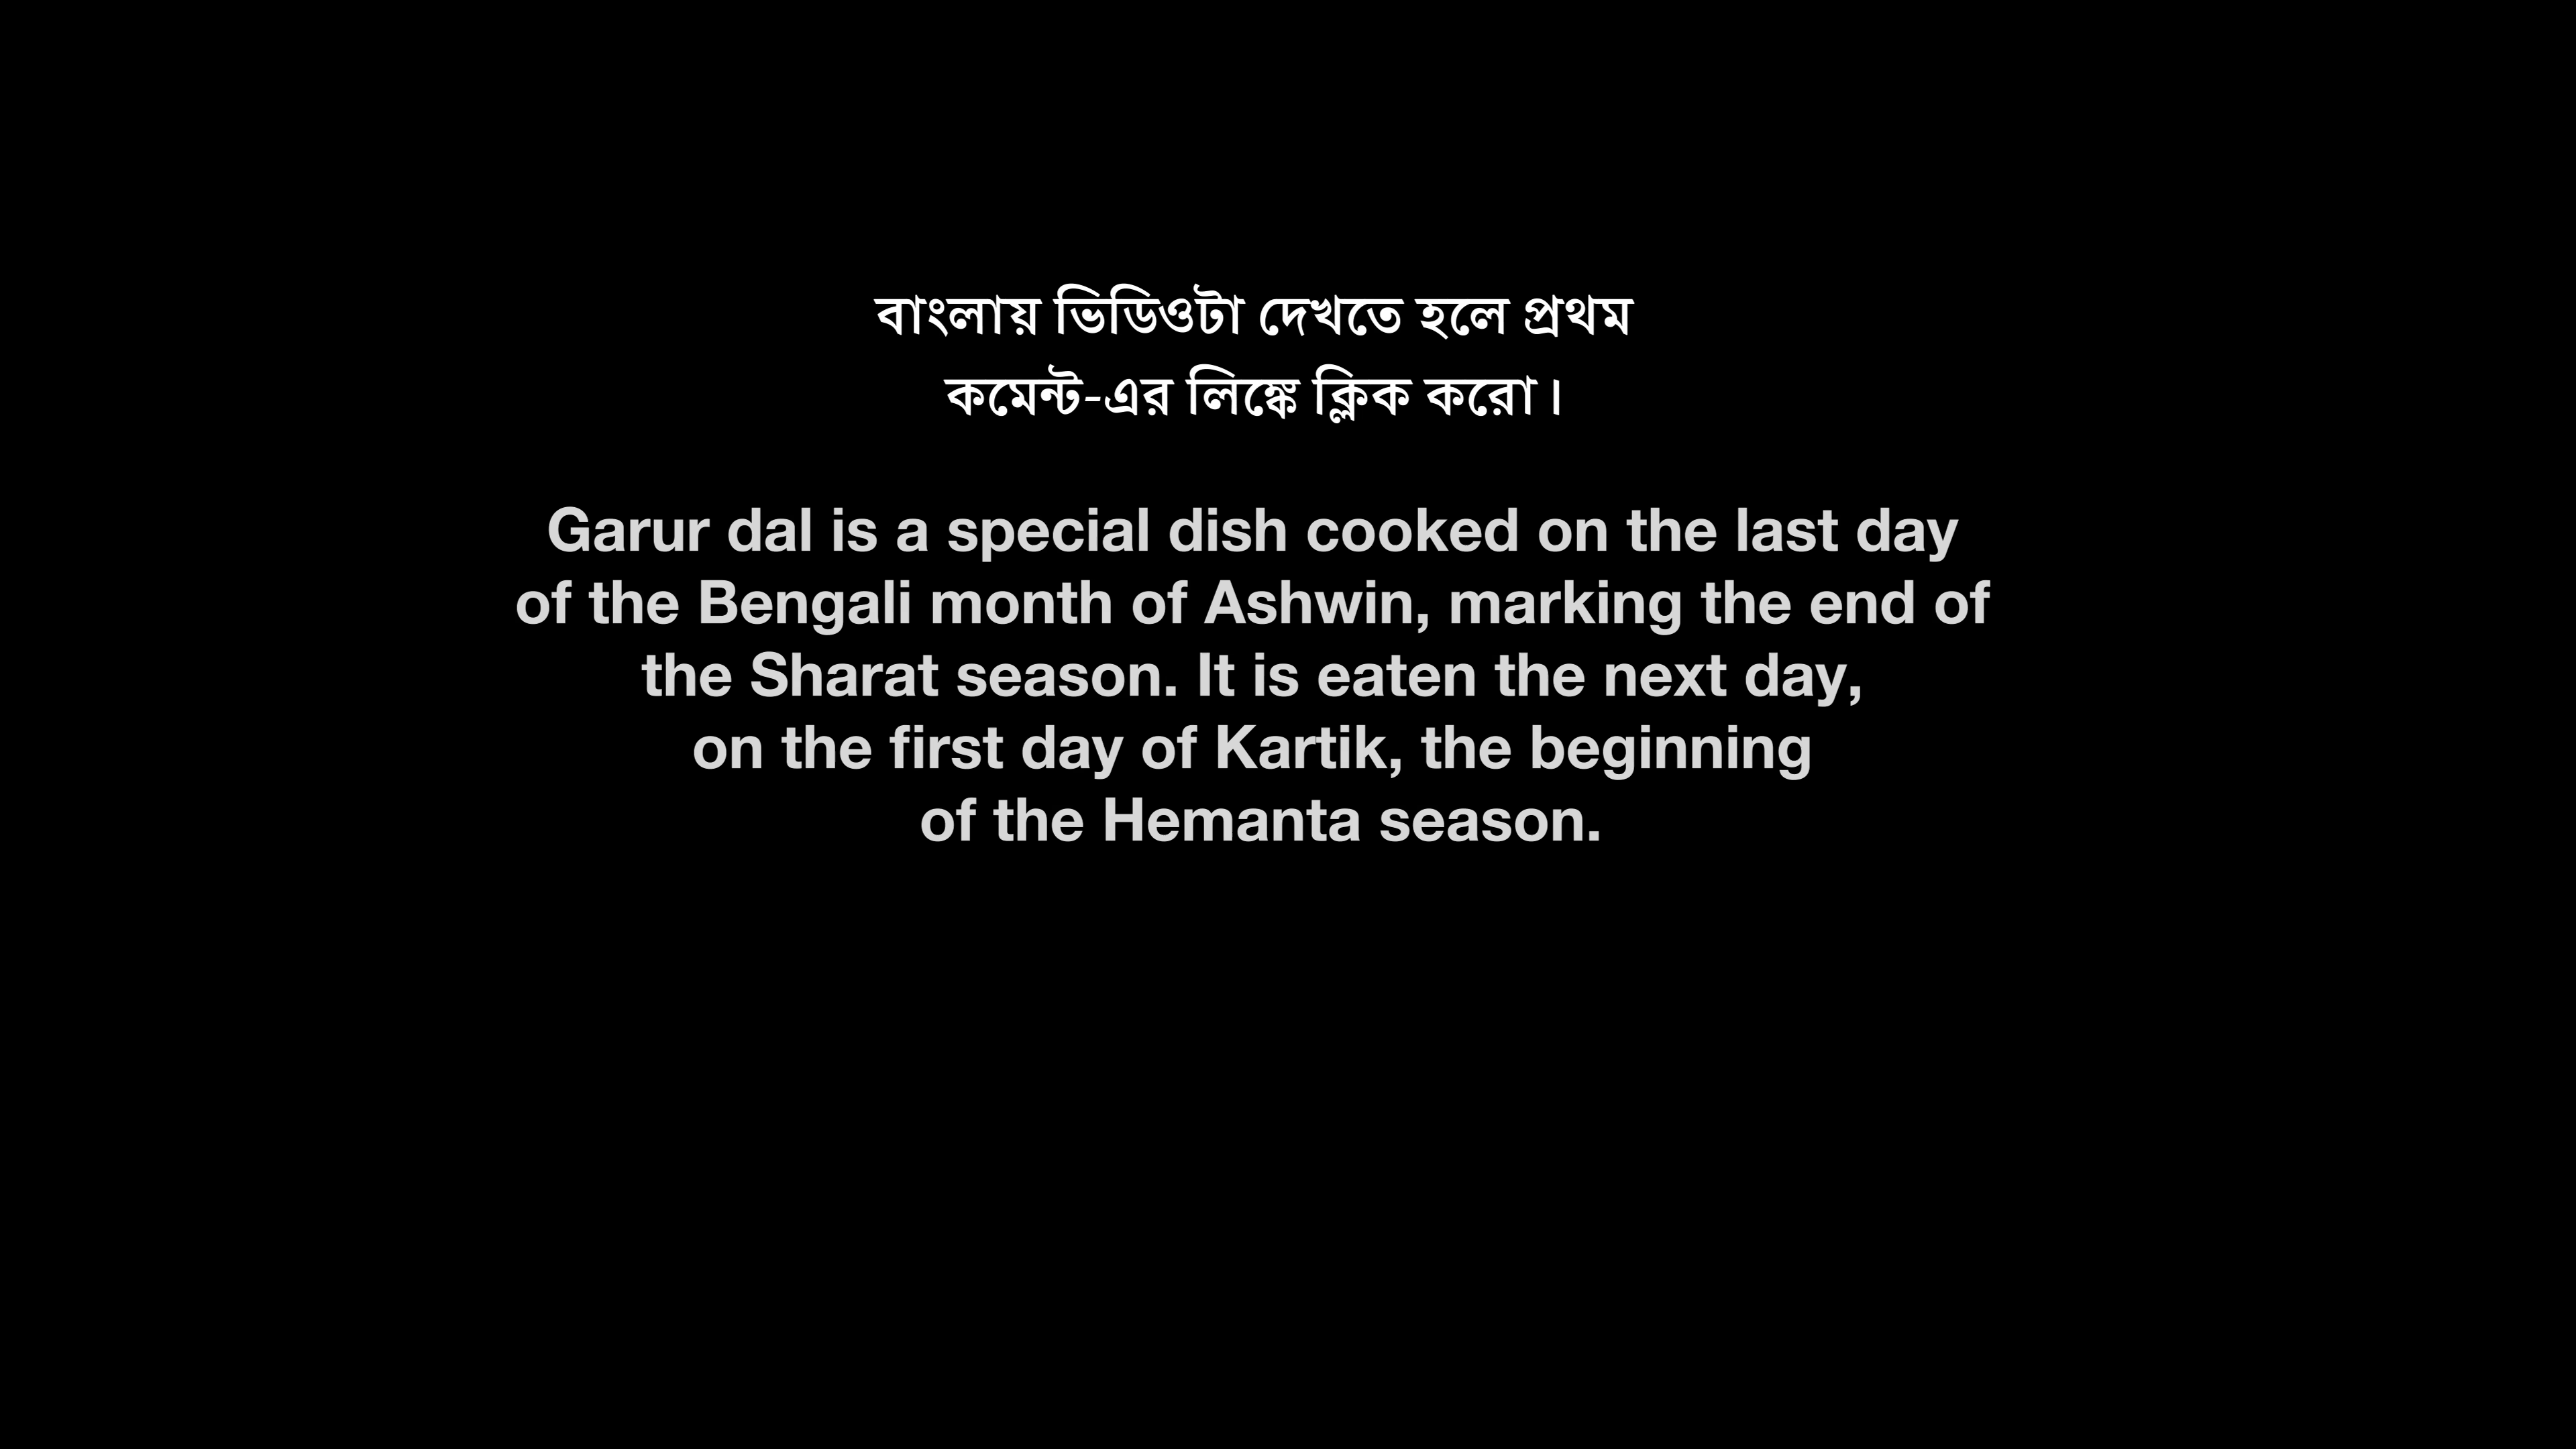 বাংলায় ভিডিওটা দেখতে হলে প্রথম
কমেন্ট-এর লিঙ্কে ক্লিক করো।
Garur dal is a special dish cooked on the last day
of the Bengali month of Ashwin, marking the end of
the Sharat season. It is eaten the next day,
on the first day of Kartik, the beginning
of the Hemanta season.